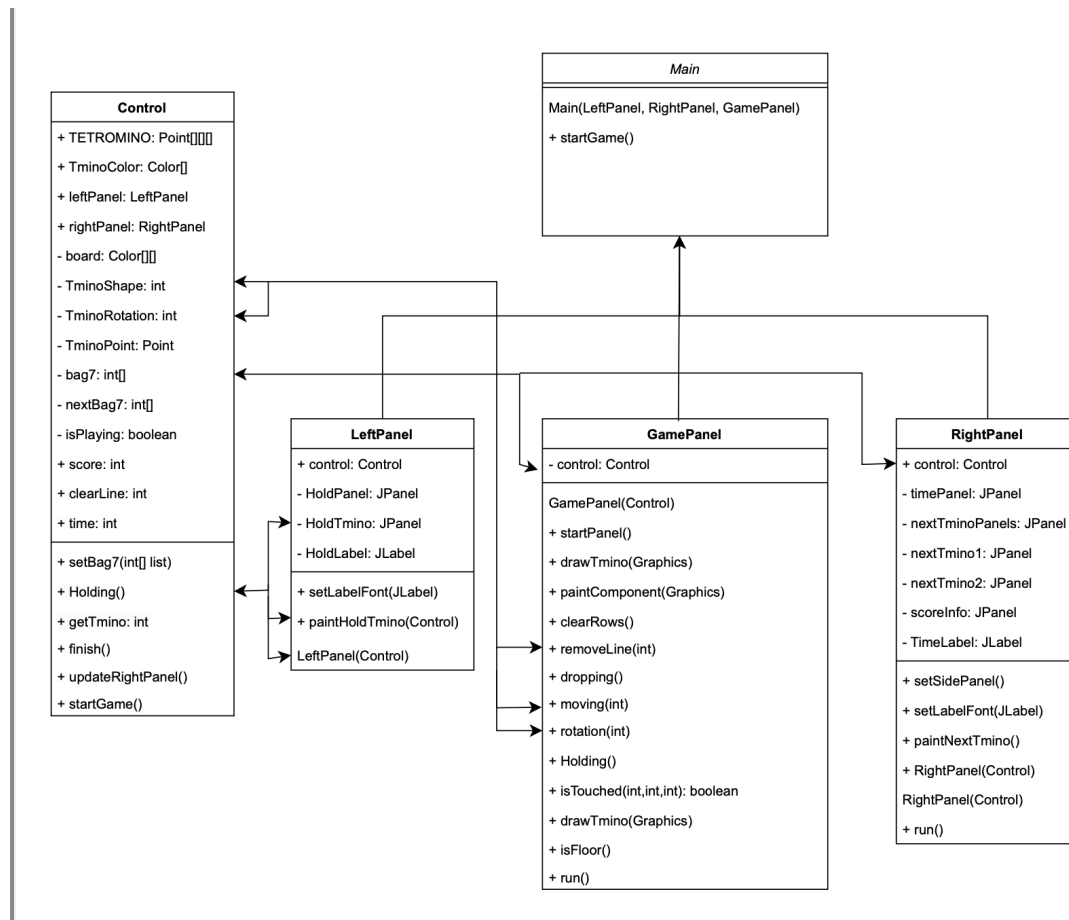 Main
Main(LeftPanel, RightPanel, GamePanel)
+ startGame()
Control
+ TETROMINO: Point[][][]
+ TminoColor: Color[]
+ leftPanel: LeftPanel
+ rightPanel: RightPanel
- board: Color[][]
- TminoShape: int
- TminoRotation: int
- TminoPoint: Point
- bag7: int[]
- nextBag7: int[]
- isPlaying: boolean
+ score: int
+ clearLine: int
+ time: int
+ setBag7(int[] list)
+ Holding()
+ getTmino: int
+ finish()
+ updateRightPanel()
+ startGame()
LeftPanel
+ control: Control
- HoldPanel: JPanel
- HoldTmino: JPanel
- HoldLabel: JLabel
+ setLabelFont(JLabel)
+ paintHoldTmino(Control)
LeftPanel(Control)
GamePanel
- control: Control
GamePanel(Control)
+ startPanel()
+ drawTmino(Graphics)
+ paintComponent(Graphics)
+ clearRows()
+ removeLine(int)
+ dropping()
+ moving(int)
+ rotation(int)
+ Holding()
+ isTouched(int,int,int): boolean
+ drawTmino(Graphics)
+ isFloor()
+ run()
RightPanel
+ control: Control
- timePanel: JPanel
- nextTminoPanels: JPanel
- nextTmino1: JPanel
- nextTmino2: JPanel
- scoreInfo: JPanel
- TimeLabel: JLabel
+ setSidePanel()
+ setLabelFont(JLabel)
+ paintNextTmino()
+ RightPanel(Control)
RightPanel(Control)
+ run()